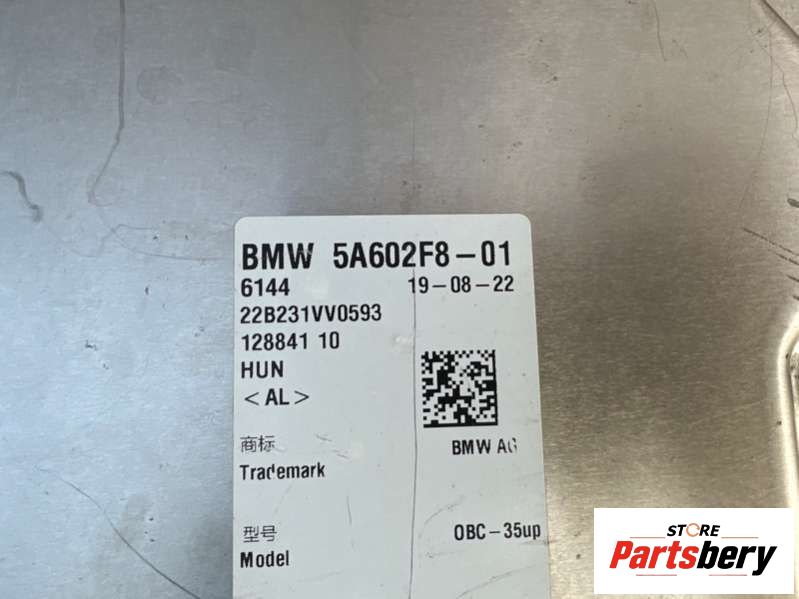 BMW 5A602F8-01
6144 19-08-22
22B231VV0593
128841 10
HUN
<AL>
BMW AG
商标
Trademark
OBC-35up
型号
Model
STORE
Partsbery